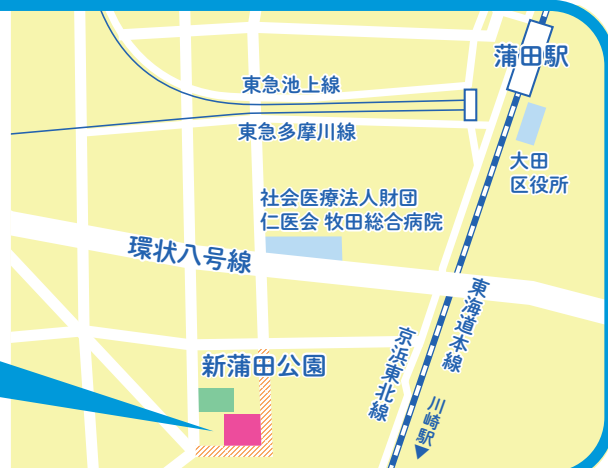 蒲田駅
東急池上線
東急多摩川線
大田
区役所
社会医療法人財団
仁医会 牧田総合病院
環状八号線
東海道本線
京浜東北線
新蒲田公園
川崎駅